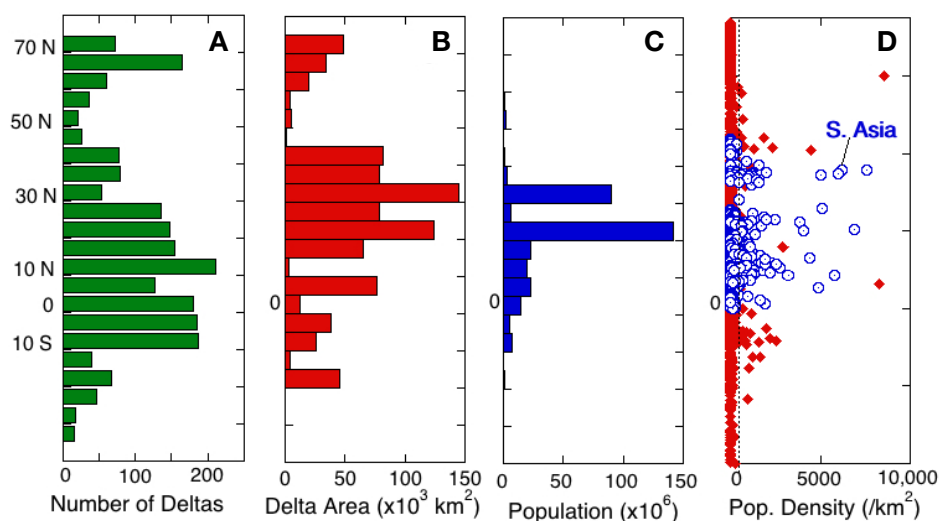 A
B
C
D
70 N
50 N
30 N
10 N
0
10 S
0
0
0
S. Asia
0 100 200
0 50 100 150
0 50 100 150
0 5000 10,000
Number of Deltas
Delta Area (x10³ km²)
Population (x10⁶)
Pop. Density (/km²)